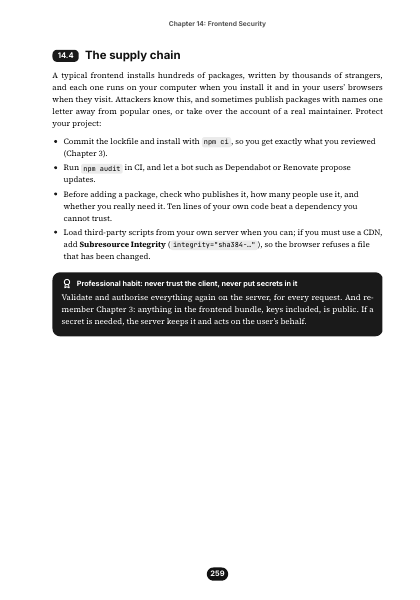 Chapter 14: Frontend Security
14.4 The supply chain
A typical frontend installs hundreds of packages, written by thousands of strangers,
and each one runs on your computer when you install it and in your users' browsers
when they visit. Attackers know this, and sometimes publish packages with names one
letter away from popular ones, or take over the account of a real maintainer. Protect
your project:
• Commit the lockfile and install with npm ci, so you get exactly what you reviewed
(Chapter 3).
• Run npm audit in CI, and let a bot such as Dependabot or Renovate propose
updates.
• Before adding a package, check who publishes it, how many people use it, and
whether you really need it. Ten lines of your own code beat a dependency you
cannot trust.
• Load third-party scripts from your own server when you can; if you must use a CDN,
add Subresource Integrity (integrity="sha384-…"), so the browser refuses a file
that has been changed.
Professional habit: never trust the client, never put secrets in it
Validate and authorise everything again on the server, for every request. And re-
member Chapter 3: anything in the frontend bundle, keys included, is public. If a
secret is needed, the server keeps it and acts on the user's behalf.
259